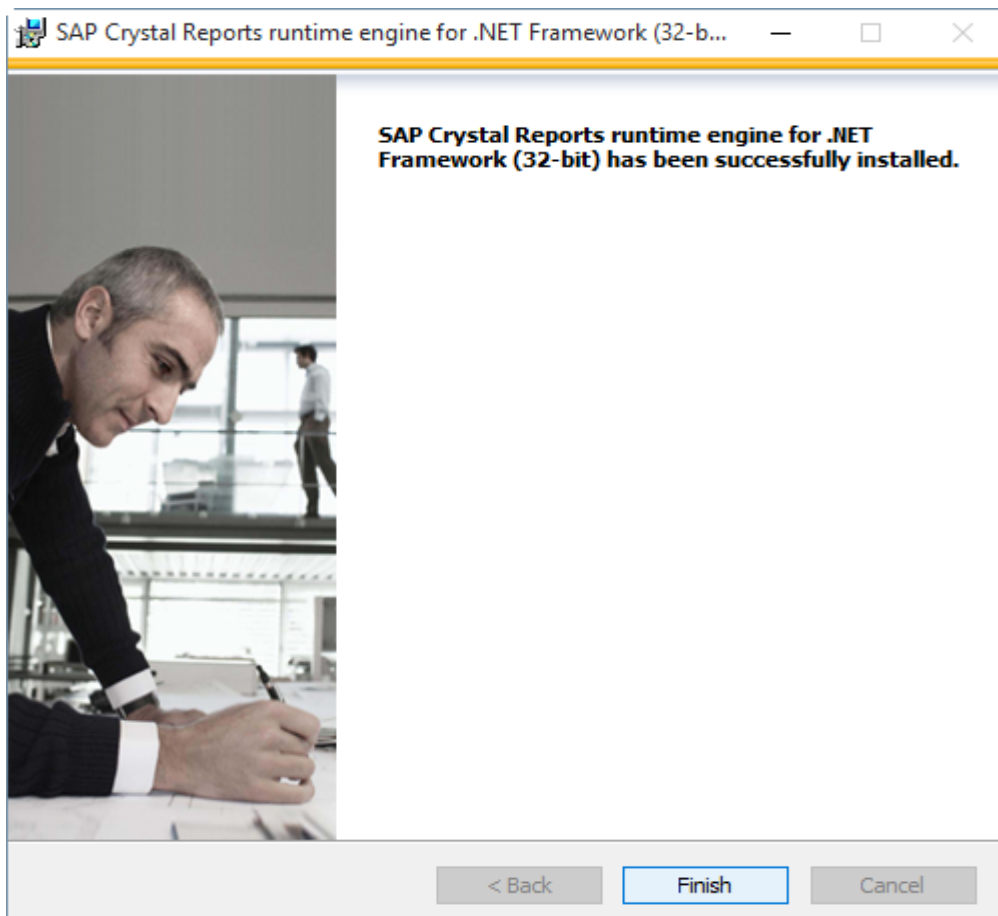 SAP Crystal Reports runtime engine for .NET Framework (32-b...
SAP Crystal Reports runtime engine for .NET
Framework (32-bit) has been successfully installed.
< Back
Finish
Cancel